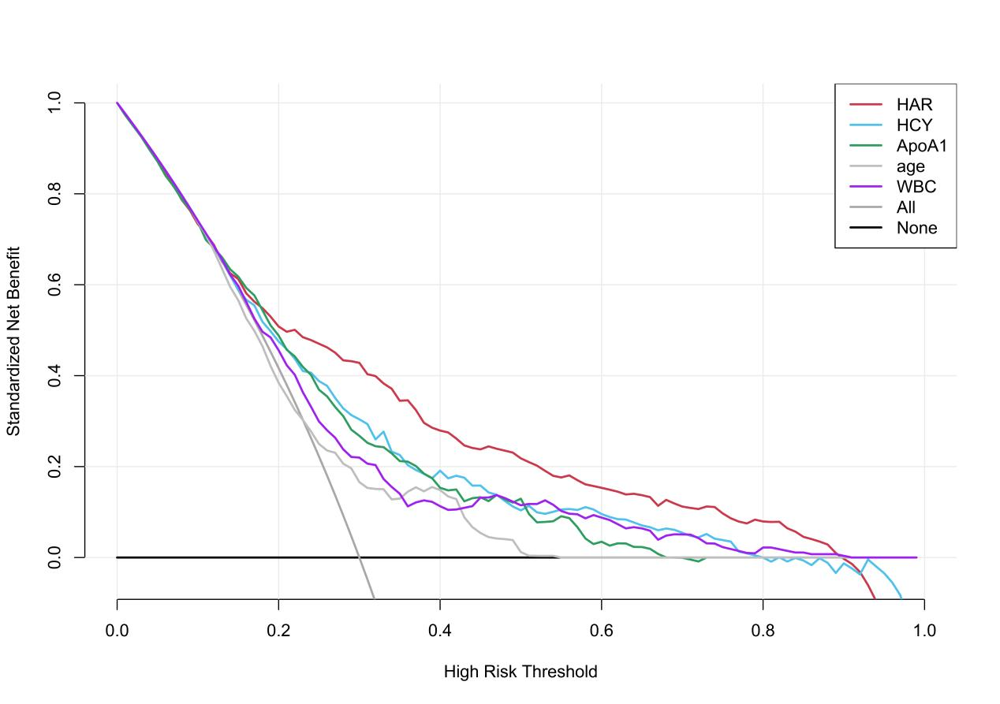 HAR
HCY
ApoA1
age
WBC
All
None
Standardized Net Benefit
1.0
0.8
0.6
0.4
0.2
0.0
0.0 0.2 0.4 0.6 0.8 1.0
High Risk Threshold